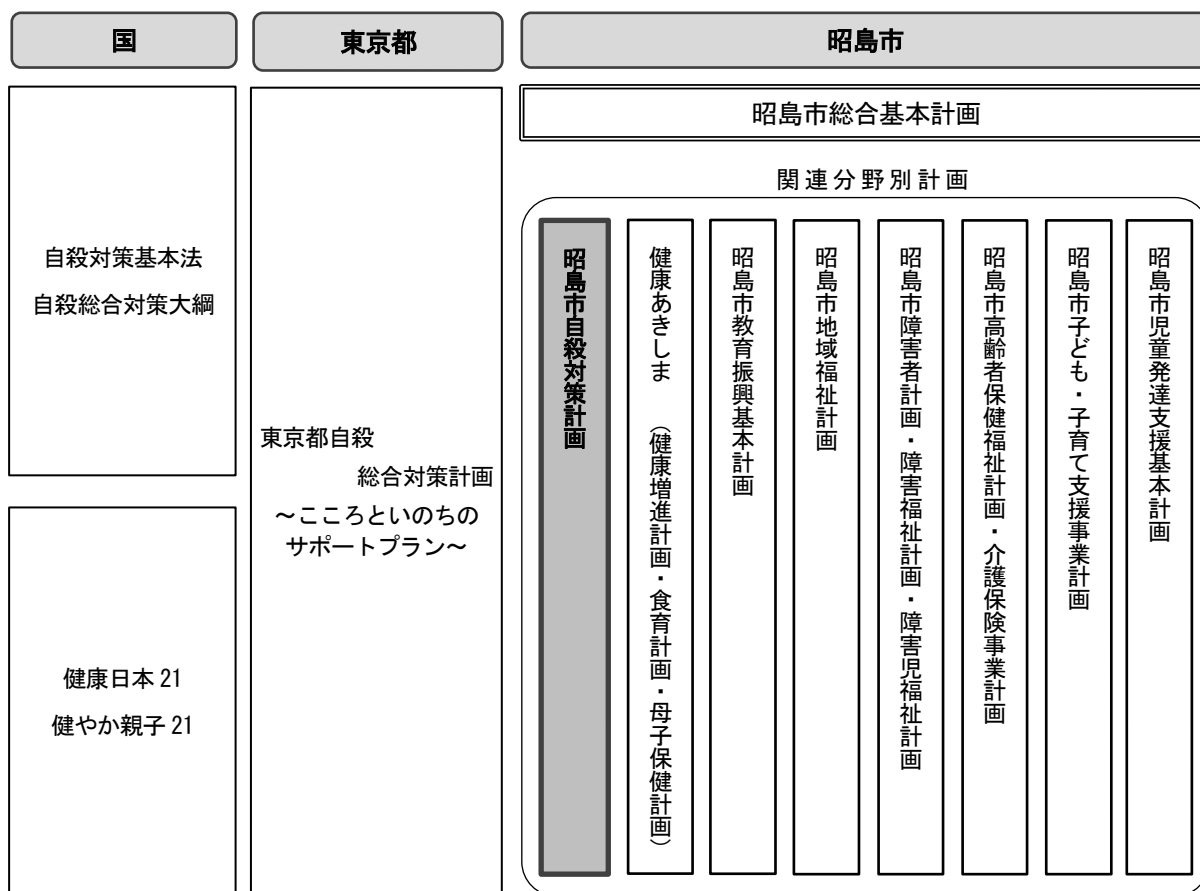 国
東京都
昭島市
自殺対策基本法
自殺総合対策大綱
健康日本 21
健やか親子 21
東京都自殺
総合対策計画
～こころといのちの
サポートプラン～
昭島市総合基本計画
関連分野別計画
昭島市自殺対策計画
健康あきしま （健康増進計画・食育計画・母子保健計画）
昭島市教育振興基本計画
昭島市地域福祉計画
昭島市障害者計画・障害福祉計画・障害児福祉計画
昭島市高齢者保健福祉計画・介護保険事業計画
昭島市子ども・子育て支援事業計画
昭島市児童発達支援基本計画